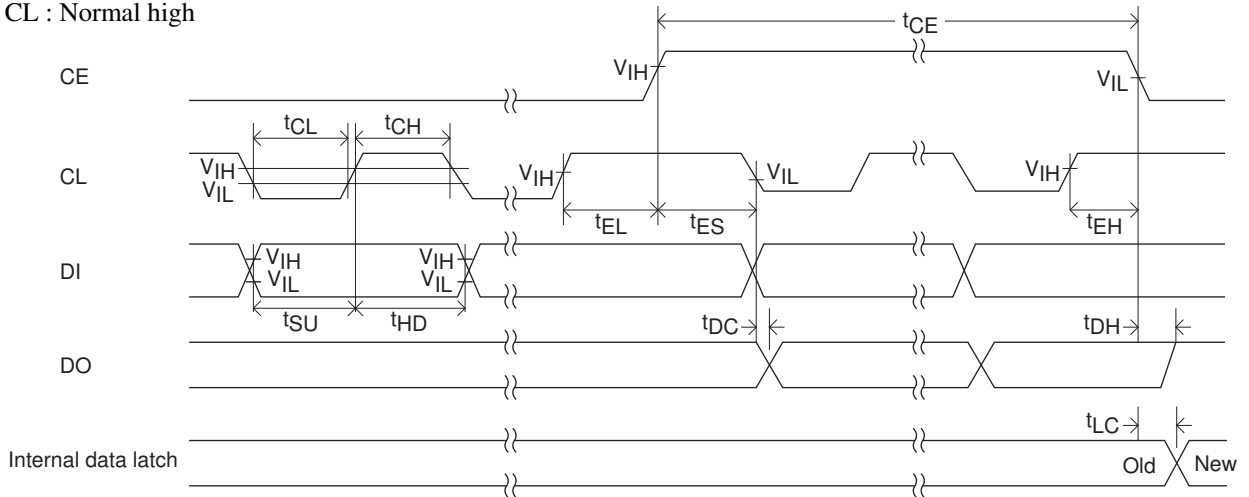 CL : Normal high
tCE
CE
VIH
VIL
tCL
tCH
CL
VIH
VIL
VIH
VIL
VIH
tEL
tES
tEH
DI
VIH
VIL
VIH
VIL
tSU
tHD
tDC
tDH
DO
tLC
Internal data latch
Old
New